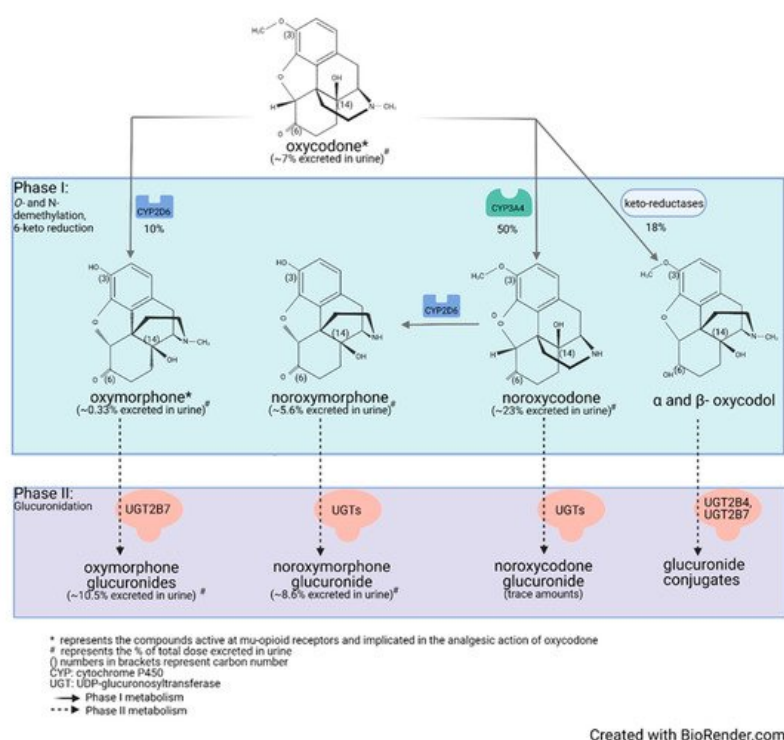 H₃C
O
(3)
O
OH
H
(14)
N
CH₃
O
(6)
oxycodone*
(~7% excreted in urine)#
Phase I:
O- and N-
demethylation,
6-keto reduction
CYP2D6
10%
CYP3A4
50%
keto-reductases
18%
HO
(3)
O
(14)
N
CH₃
OH
O
(6)
oxymorphone*
(~0.33% excreted in urine)#
HO
(3)
O
(14)
NH
OH
O
(6)
noroxymorphone
(~5.6% excreted in urine)#
CYP2D6
H₃C
O
(3)
O
OH
H
(14)
NH
O
(6)
noroxycodone
(~23% excreted in urine)#
H₃C
O
(3)
O
(14)
N
CH₃
OH
OH
(6)
α and β- oxycodol
Phase II:
Glucuronidation
UGT2B7
UGTs
UGTs
UGT2B4,
UGT2B7
oxymorphone
glucuronides
(~10.5% excreted in urine) #
noroxymorphone
glucuronide
(~8.6% excreted in urine)#
noroxycodone
glucuronide
(trace amounts)
glucuronide
conjugates
* represents the compounds active at mu-opioid receptors and implicated in the analgesic action of oxycodone
# represents the % of total dose excreted in urine
() numbers in brackets represent carbon number
CYP: cytochrome P450
UGT: UDP-glucuronosyltransferase
Phase I metabolism
Phase II metabolism
Created with BioRender.com